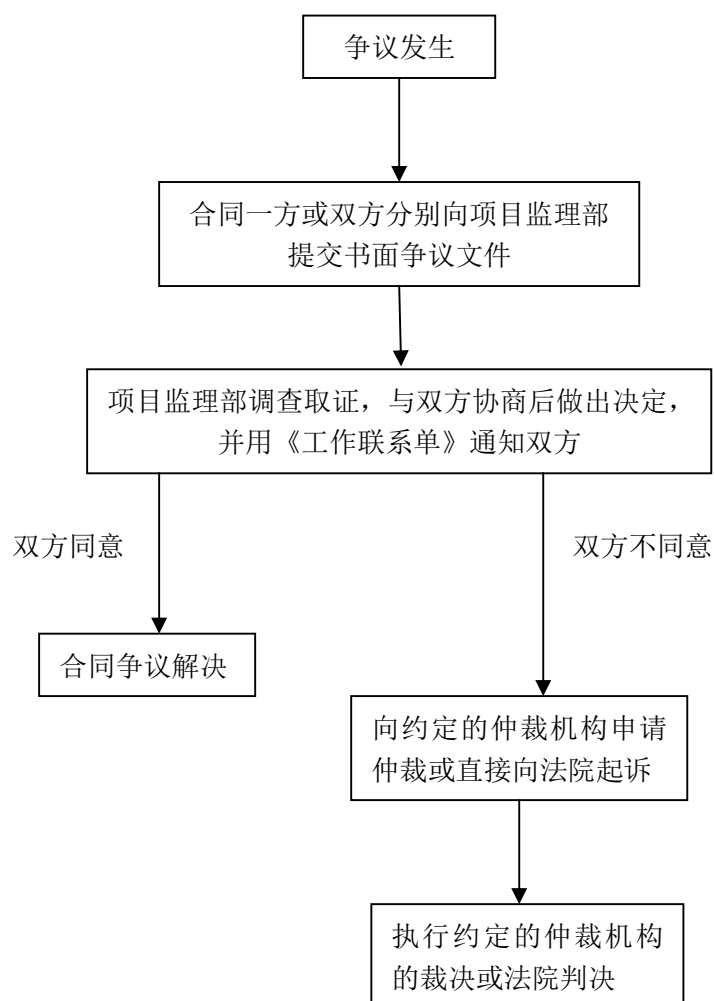 争议发生
合同一方或双方分别向项目监理部
提交书面争议文件
项目监理部调查取证，与双方协商后做出决定，
并用《工作联系单》通知双方
双方同意
双方不同意
合同争议解决
向约定的仲裁机构申请
仲裁或直接向法院起诉
执行约定的仲裁机构
的裁决或法院判决